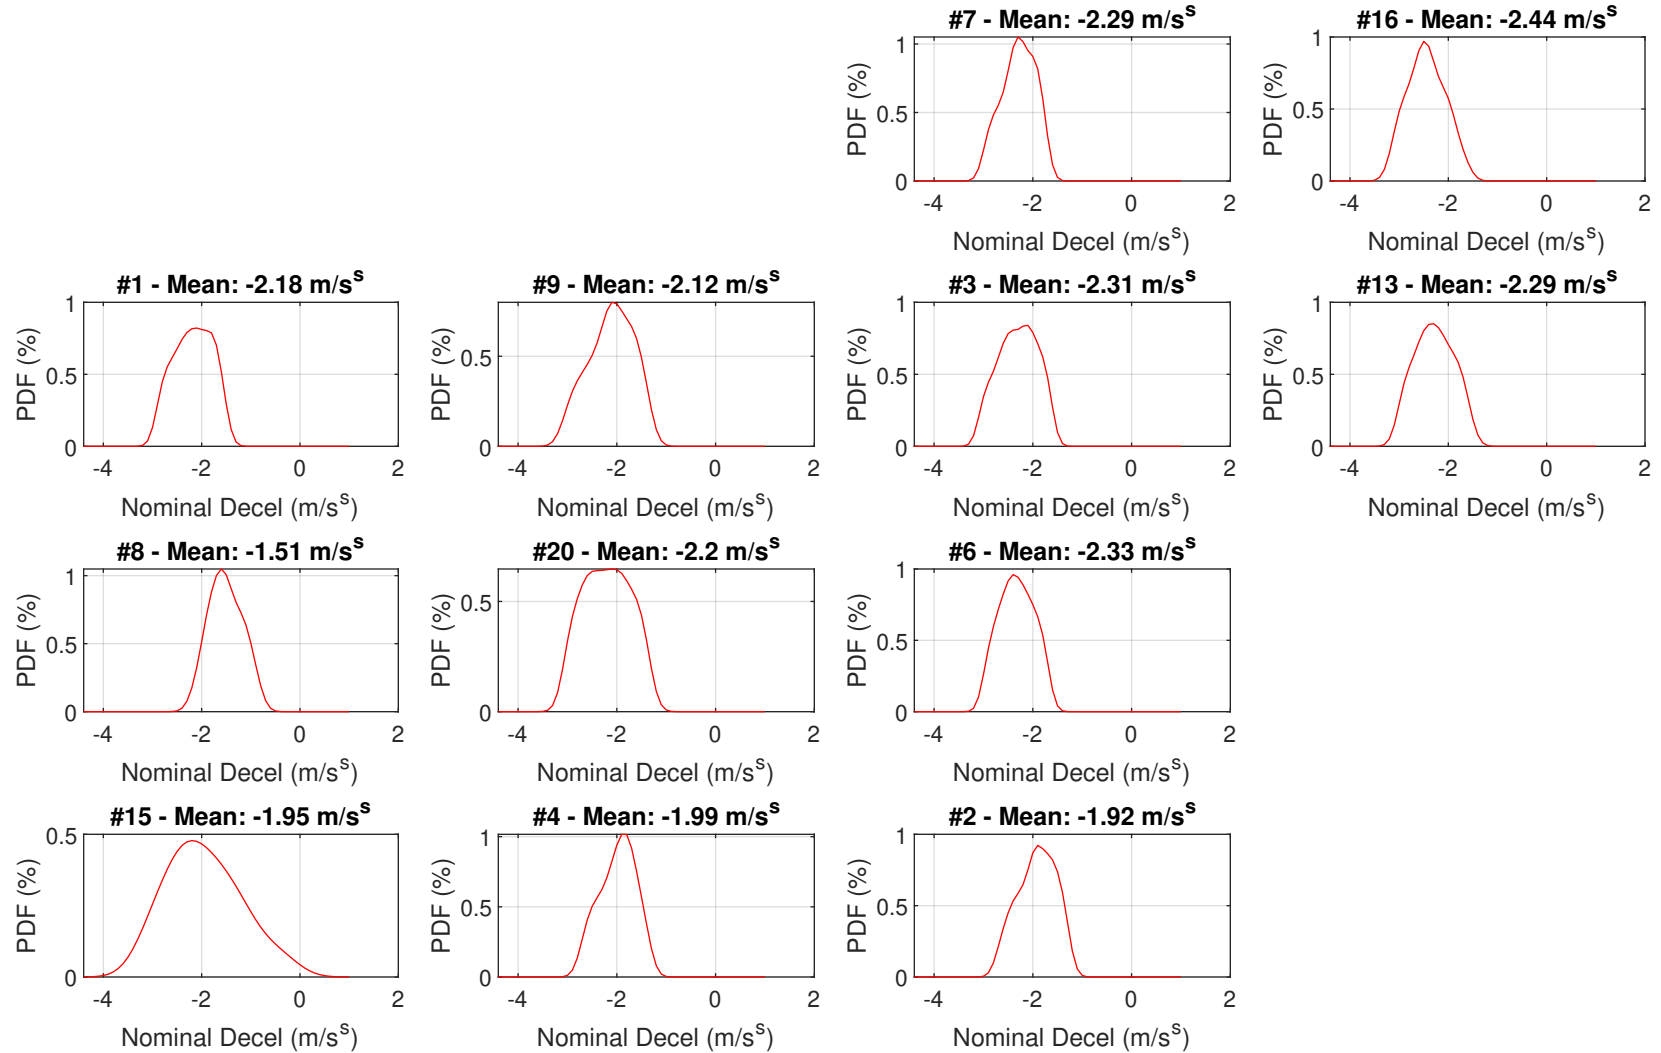 #7 - Mean: -2.29 m/s^s
#16 - Mean: -2.44 m/s^s
PDF (%)
1
0.5
0
-4 -2 0 2
Nominal Decel (m/s^s)
PDF (%)
1
0.5
0
-4 -2 0 2
Nominal Decel (m/s^s)
#1 - Mean: -2.18 m/s^s
#9 - Mean: -2.12 m/s^s
#3 - Mean: -2.31 m/s^s
#13 - Mean: -2.29 m/s^s
PDF (%)
1
0.5
0
-4 -2 0 2
Nominal Decel (m/s^s)
PDF (%)
0.5
0
-4 -2 0 2
Nominal Decel (m/s^s)
PDF (%)
1
0.5
0
-4 -2 0 2
Nominal Decel (m/s^s)
PDF (%)
1
0.5
0
-4 -2 0 2
Nominal Decel (m/s^s)
#8 - Mean: -1.51 m/s^s
#20 - Mean: -2.2 m/s^s
#6 - Mean: -2.33 m/s^s
PDF (%)
1
0.5
0
-4 -2 0 2
Nominal Decel (m/s^s)
PDF (%)
0.5
0
-4 -2 0 2
Nominal Decel (m/s^s)
PDF (%)
1
0.5
0
-4 -2 0 2
Nominal Decel (m/s^s)
#15 - Mean: -1.95 m/s^s
#4 - Mean: -1.99 m/s^s
#2 - Mean: -1.92 m/s^s
PDF (%)
0.5
0
-4 -2 0 2
Nominal Decel (m/s^s)
PDF (%)
1
0.5
0
-4 -2 0 2
Nominal Decel (m/s^s)
PDF (%)
1
0.5
0
-4 -2 0 2
Nominal Decel (m/s^s)